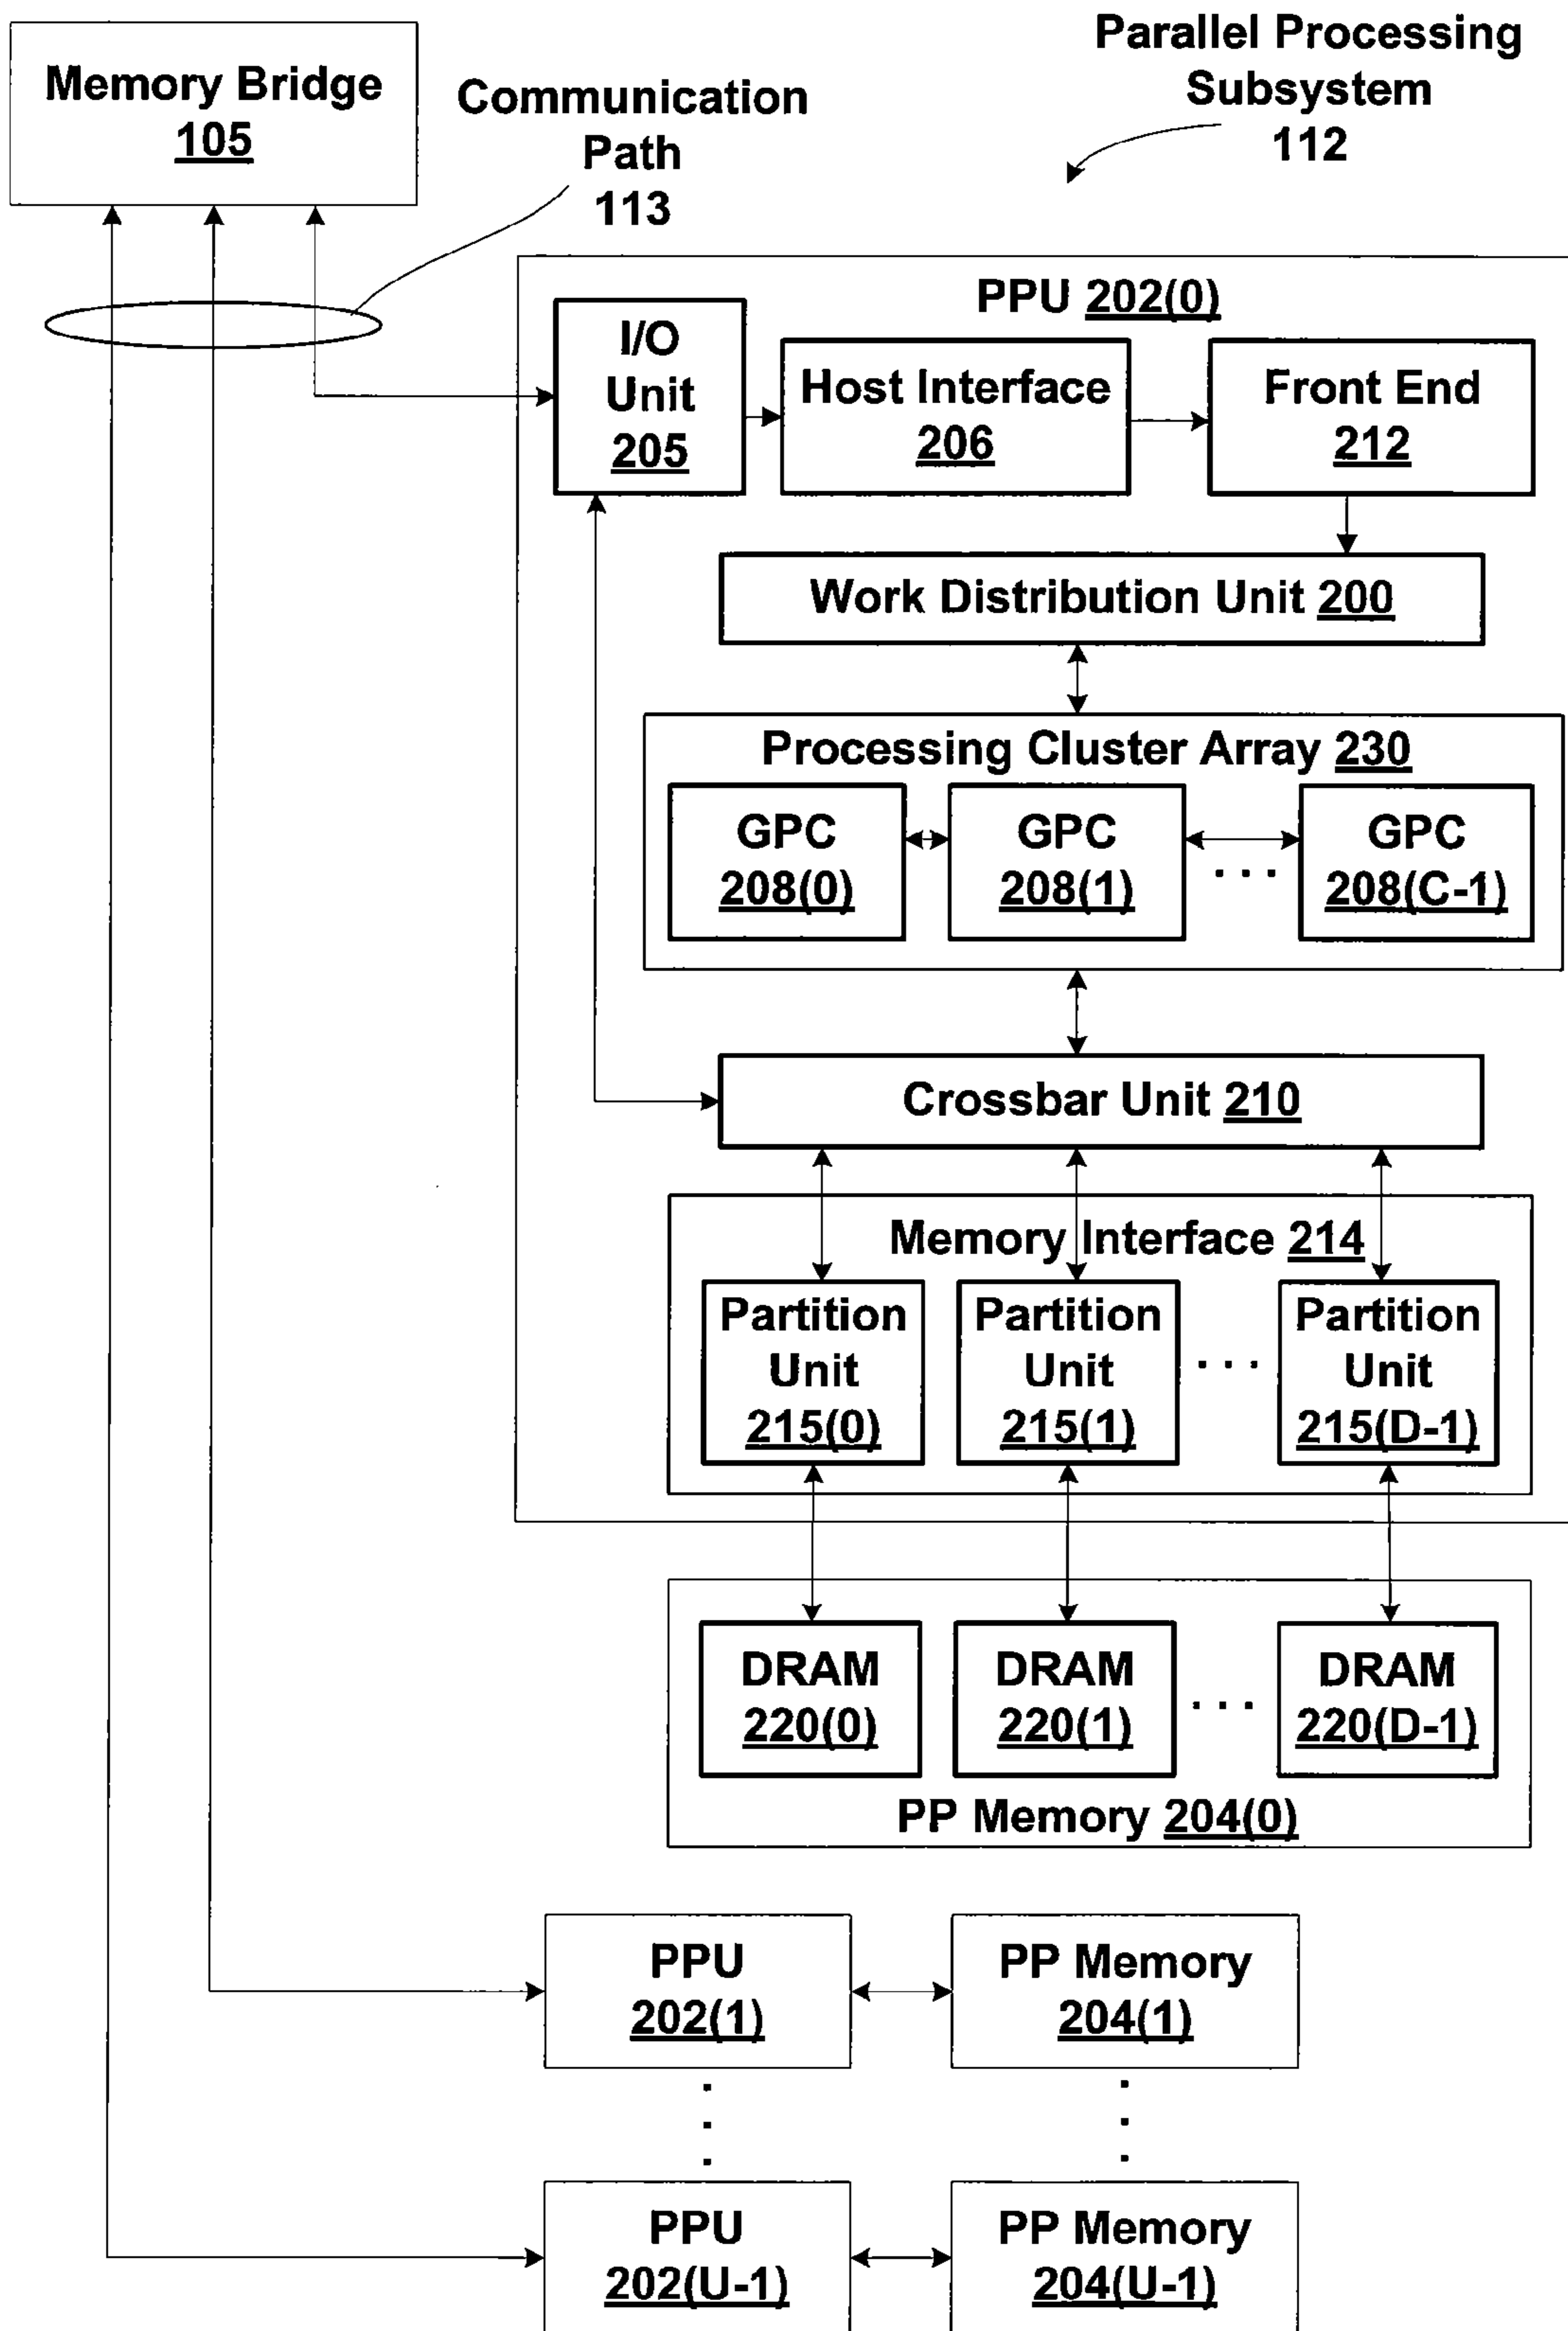 Parallel Processing
Subsystem
112
Memory Bridge
105
Communication
Path
113
PPU 202(0)
I/O
Unit
205
Host Interface
206
Front End
212
Work Distribution Unit 200
Processing Cluster Array 230
GPC
208(0)
GPC
208(1)
. . .
GPC
208(C-1)
Crossbar Unit 210
Memory Interface 214
Partition
Unit
215(0)
Partition
Unit
215(1)
. . .
Partition
Unit
215(D-1)
DRAM
220(0)
DRAM
220(1)
. . .
DRAM
220(D-1)
PP Memory 204(0)
PPU
202(1)
PP Memory
204(1)
PPU
202(U-1)
PP Memory
204(U-1)